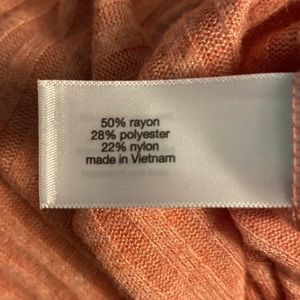 50% rayon
28% polyester
22% nylon
made in Vietnam